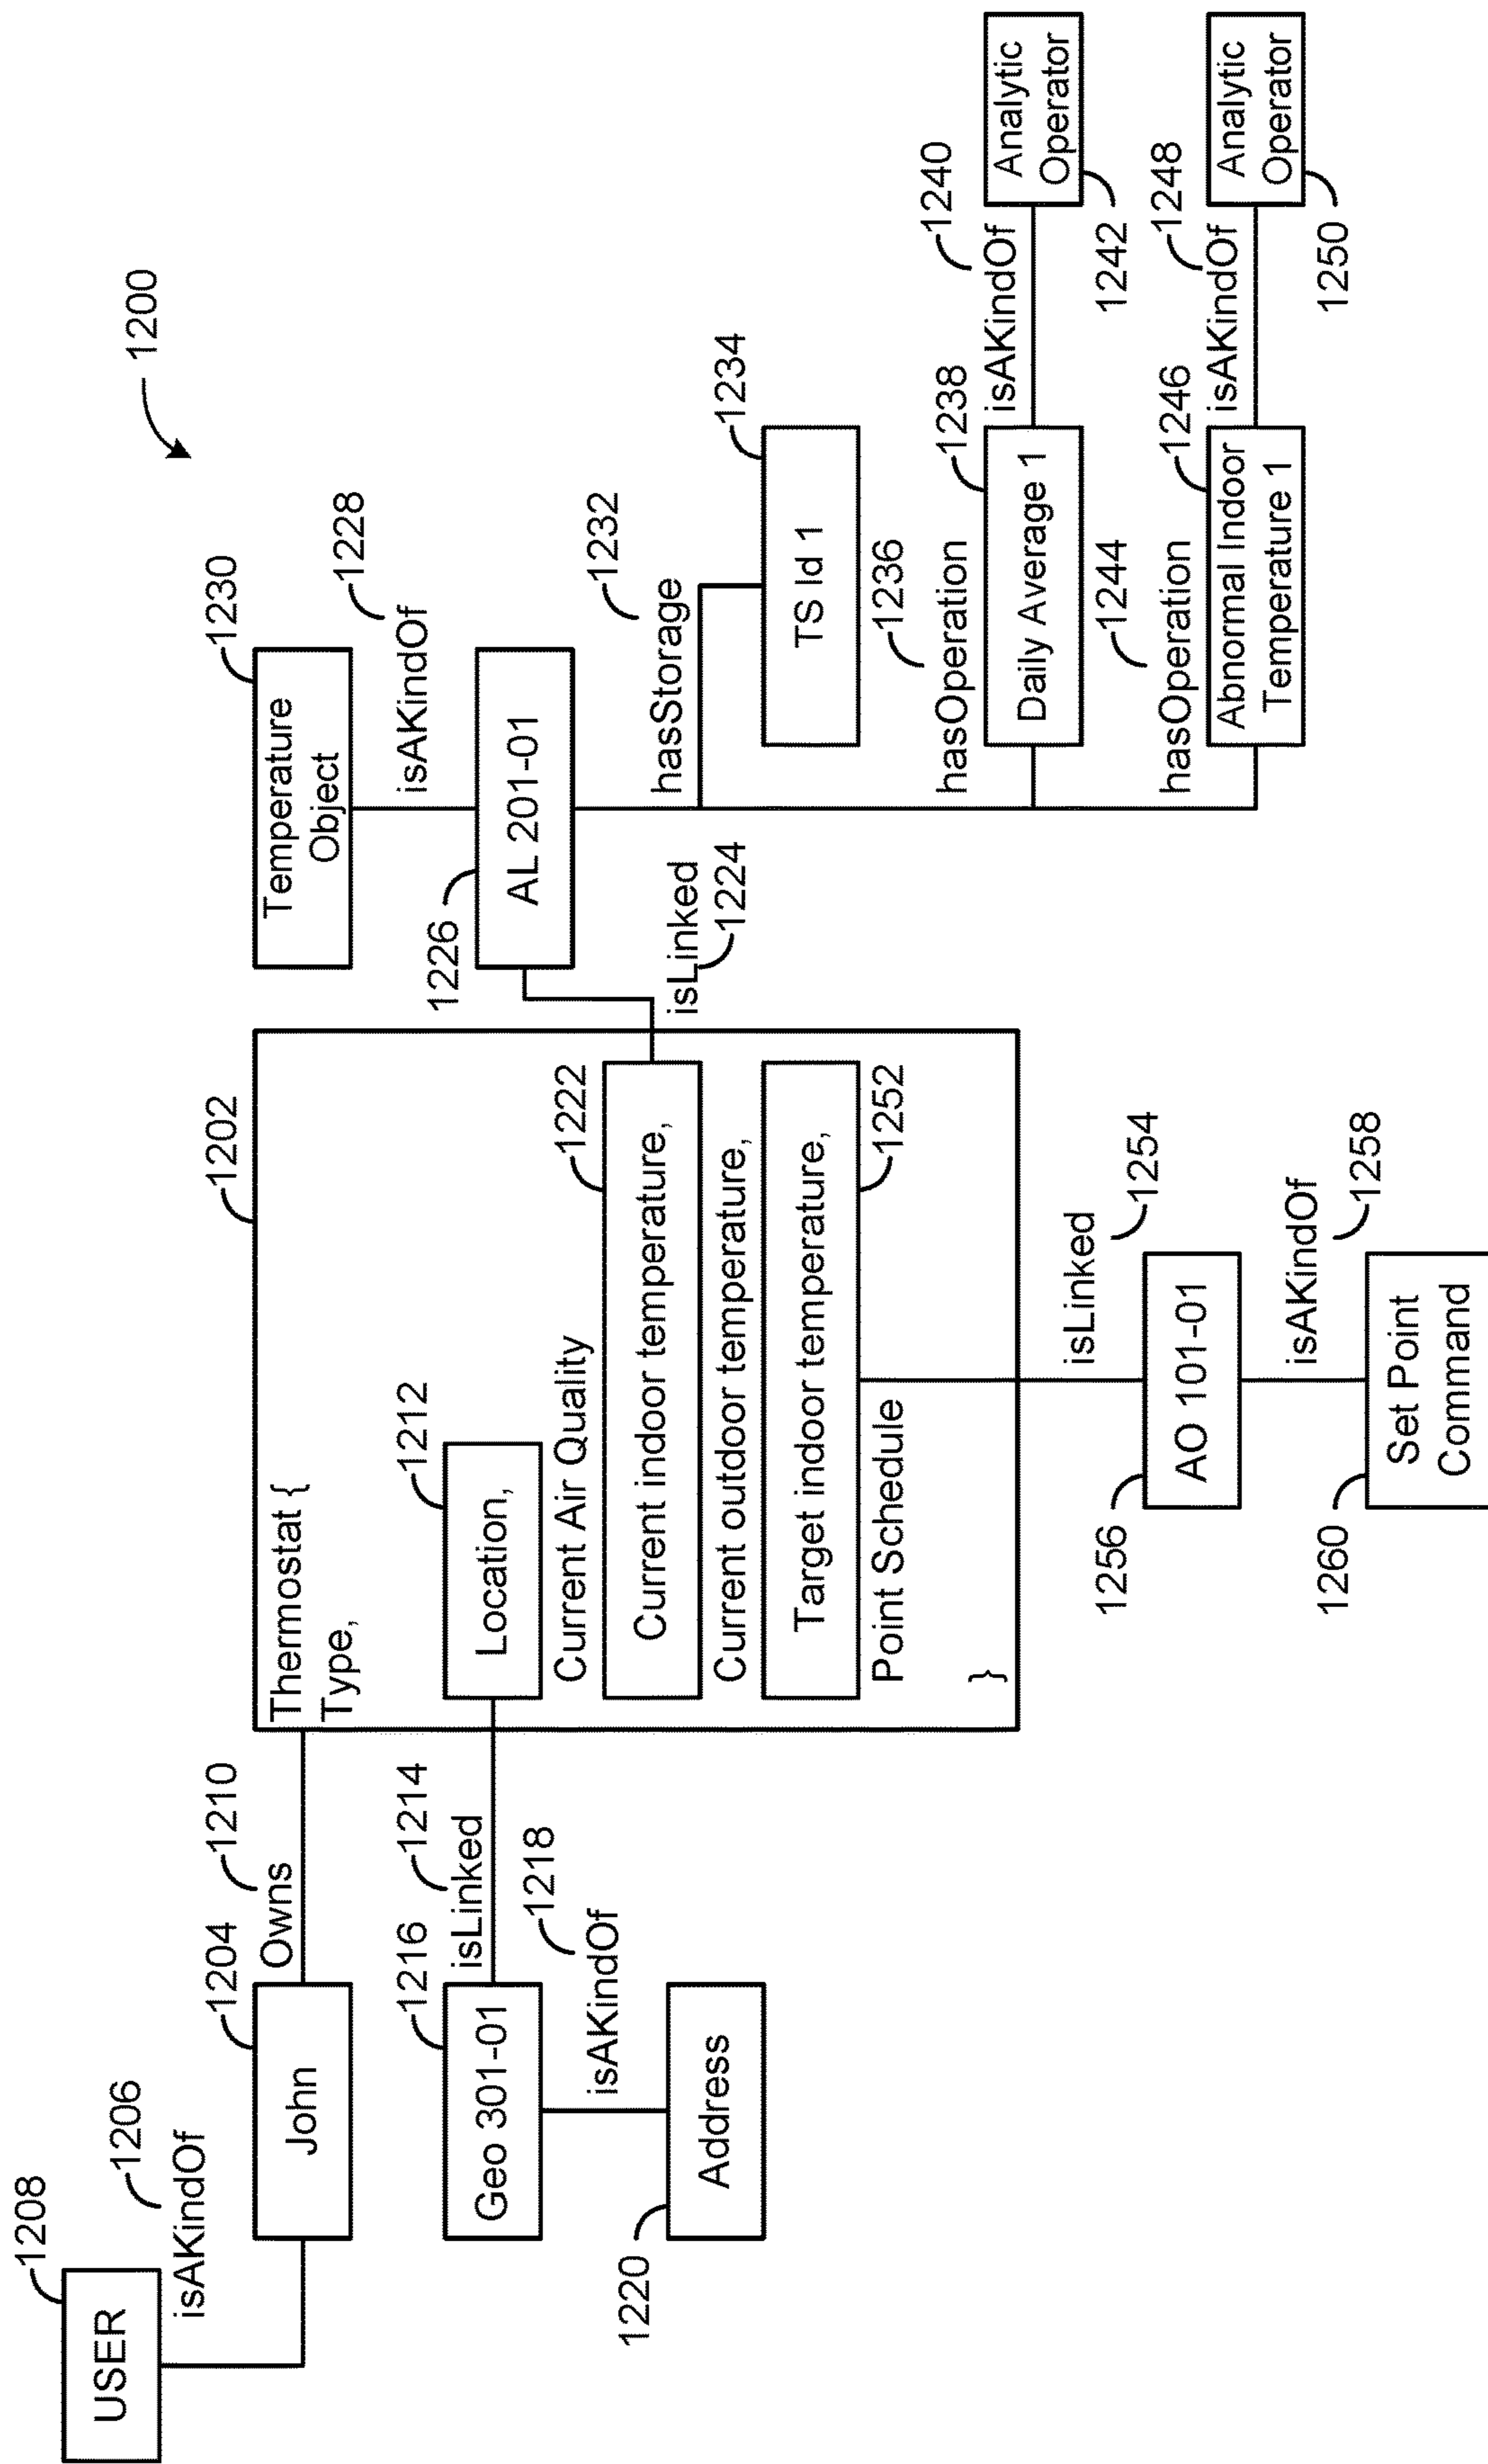 1200
1208
USER
1206
isAKindOf
1204
John
1210
Owns
1216
Geo 301-01
1214
isLinked
1218
isAKindOf
1220
Address
1202
Thermostat {
Type,
1212
Location,
Current Air Quality
1222
Current indoor temperature,
Current outdoor temperature,
1252
Target indoor temperature,
Point Schedule
}
isLinked
1254
1256
AO 101-01
isAKindOf
1258
1260
Set Point
Command
1230
Temperature
Object
1228
isAKindOf
1226
AL 201-01
isLinked
1224
1232
hasStorage
1234
TS Id 1
1236
hasOperation
1238
Daily Average 1
1240
isAKindOf
Analytic
Operator
1242
1244
hasOperation
1246
Abnormal Indoor
Temperature 1
1248
isAKindOf
Analytic
Operator
1250